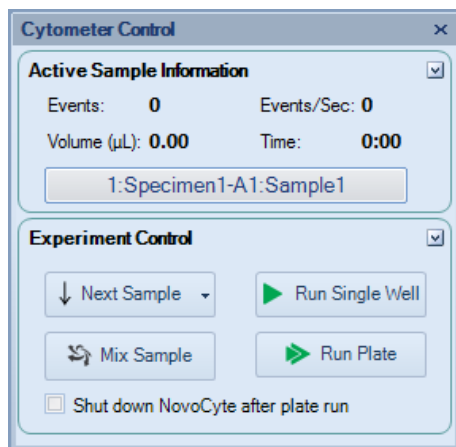 Cytometer Control
Active Sample Information
Events: 0 Events/Sec: 0
Volume (µL): 0.00 Time: 0:00
1:Specimen1-A1:Sample1
Experiment Control
Next Sample Run Single Well
Mix Sample Run Plate
Shut down NovoCyte after plate run